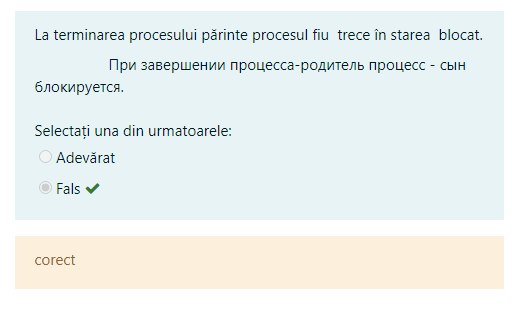 La terminarea procesului părinte procesul fiu trece în starea blocat.
При завершении процесса-родитель процесс - сын
блокируется.
Selectați una din urmatoarele:
Adevărat
Fals
corect